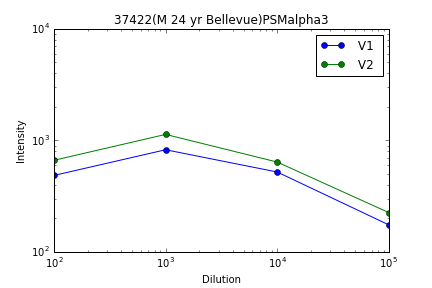 37422(M 24 yr Bellevue)PSMalpha3
10^4
V1
V2
10^3
Intensity
10^2
10^2 10^3 10^4 10^5
Dilution